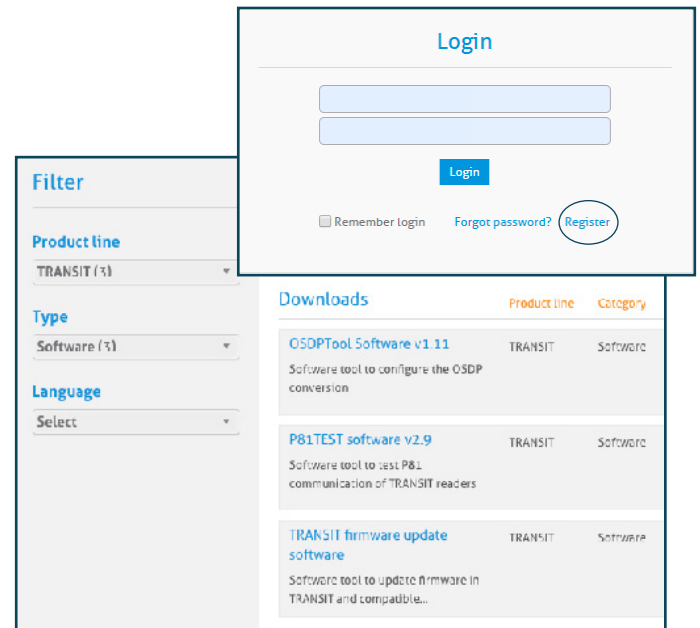 Login
Login
Remember login Forgot password? Register
Filter
Product line
TRANSIT (3)
Type
Software (3)
Language
Select
Downloads Product line Category
OSDPTool Software v1.11 TRANSIT Software
Software tool to configure the OSDP
conversion
P81TEST software v2.9 TRANSIT Software
Software tool to test P81
communication of TRANSIT readers
TRANSIT firmware update TRANSIT Software
software
Software tool to update firmware in
TRANSIT and compatible...